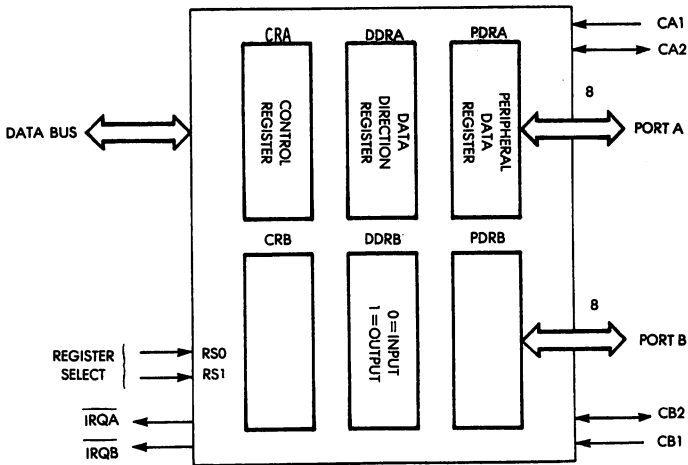 CRA
DDRA
PDRA
CA1
CA2
CONTROL
REGISTER
DATA
DIRECTION
REGISTER
PERIPHERAL
DATA
REGISTER
8
DATA BUS
PORT A
CRB
DDRB
PDRB
0=INPUT
1=OUTPUT
8
PORT B
REGISTER
SELECT
RS0
RS1
IRQA
IRQB
CB2
CB1